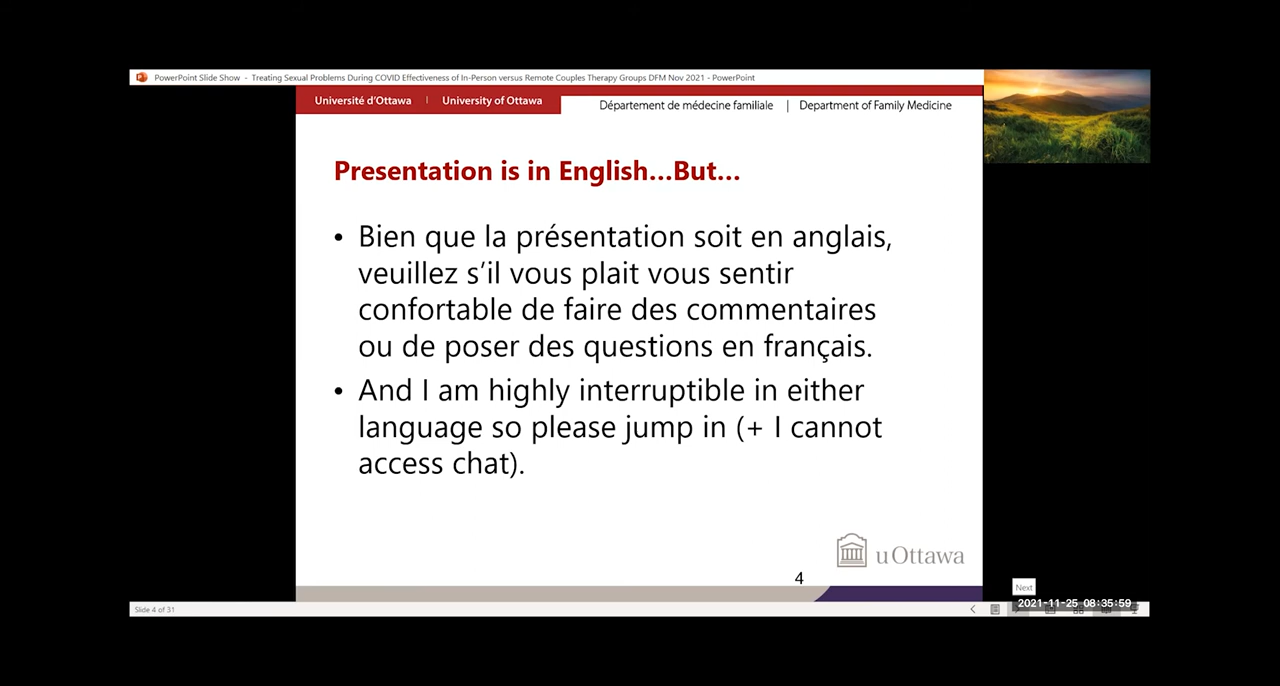 PowerPoint Slide Show - Treating Sexual Problems During COVID Effectiveness of In-Person versus Remote Couples Therapy Groups DFM Nov 2021 - PowerPoint
Université d'Ottawa | University of Ottawa
Département de médecine familiale | Department of Family Medicine
Presentation is in English...But...
• Bien que la présentation soit en anglais,
veuillez s'il vous plait vous sentir
confortable de faire des commentaires
ou de poser des questions en français.
• And I am highly interruptible in either
language so please jump in (+ I cannot
access chat).
uOttawa
4
Next
2021-11-25 08:35:59
Slide 4 of 31